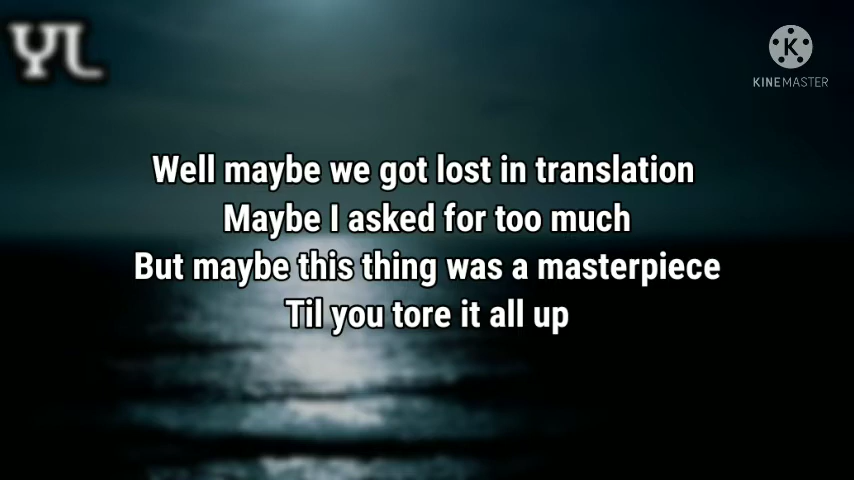 YL
KINEMASTER
Well maybe we got lost in translation
Maybe I asked for too much
But maybe this thing was a masterpiece
Til you tore it all up